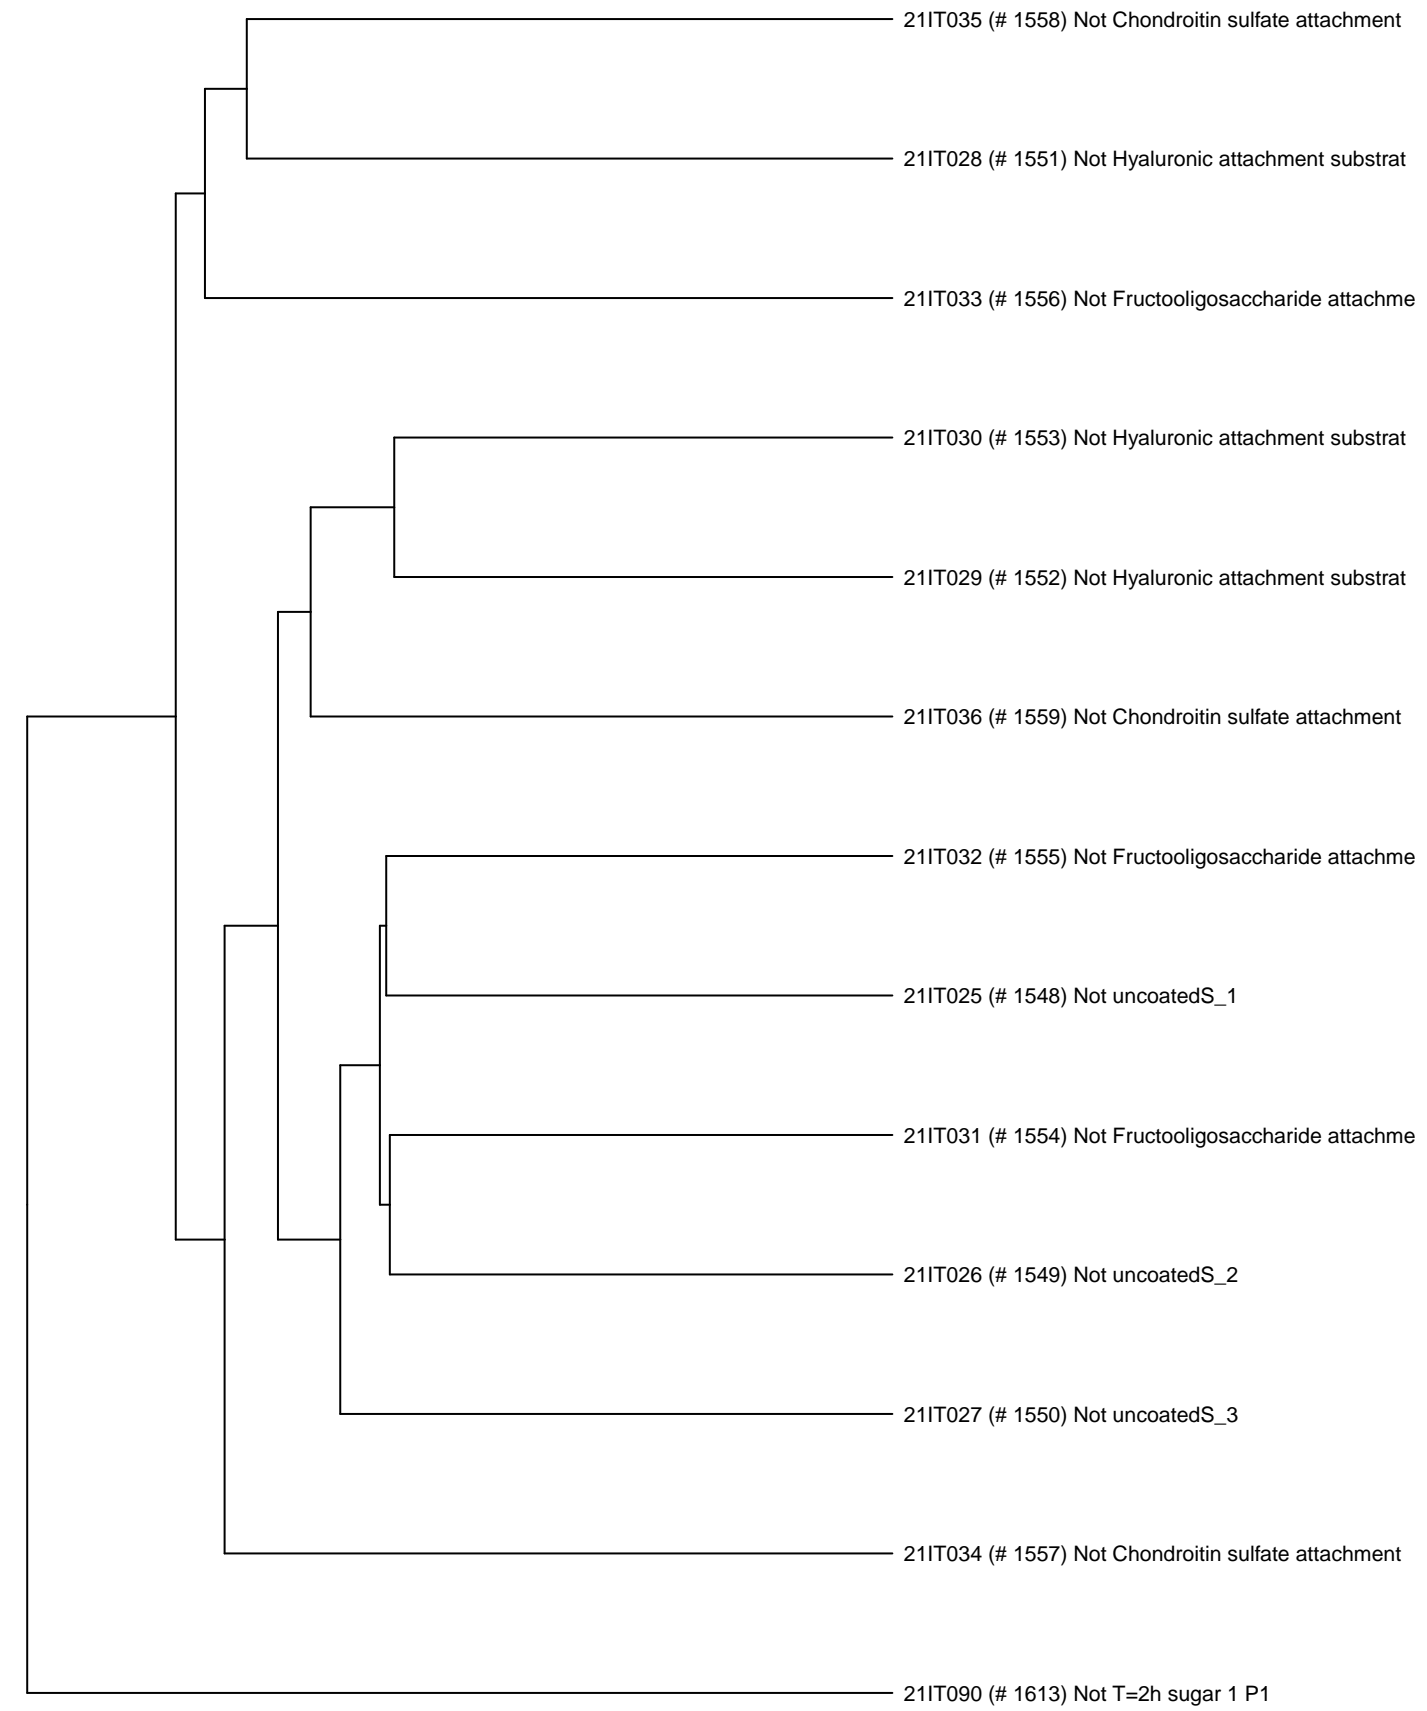 21IT035 (# 1558) Not Chondroitin sulfate attachment
21IT028 (# 1551) Not Hyaluronic attachment substrat
21IT033 (# 1556) Not Fructooligosaccharide attachme
21IT030 (# 1553) Not Hyaluronic attachment substrat
21IT029 (# 1552) Not Hyaluronic attachment substrat
21IT036 (# 1559) Not Chondroitin sulfate attachment
21IT032 (# 1555) Not Fructooligosaccharide attachme
21IT025 (# 1548) Not uncoatedS_1
21IT031 (# 1554) Not Fructooligosaccharide attachme
21IT026 (# 1549) Not uncoatedS_2
21IT027 (# 1550) Not uncoatedS_3
21IT034 (# 1557) Not Chondroitin sulfate attachment
21IT090 (# 1613) Not T=2h sugar 1 P1